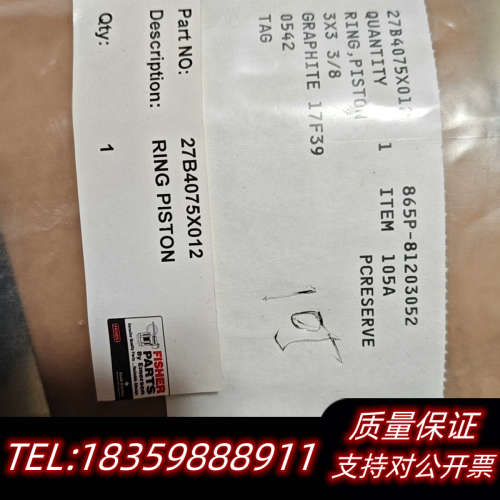 Part NO: 27B4075X012
Description: RING PISTON
Qty: 1
FISHER
PARTS
By Emerson
27B4075X01
QUANTITY 1
RING,PISTON
3X3 3/8
GRAPHITE 17F39
0542
TAG
865P-81203052
ITEM 105A
PCRESERVE
质量保证
TEL:18359888911
支持对公开票